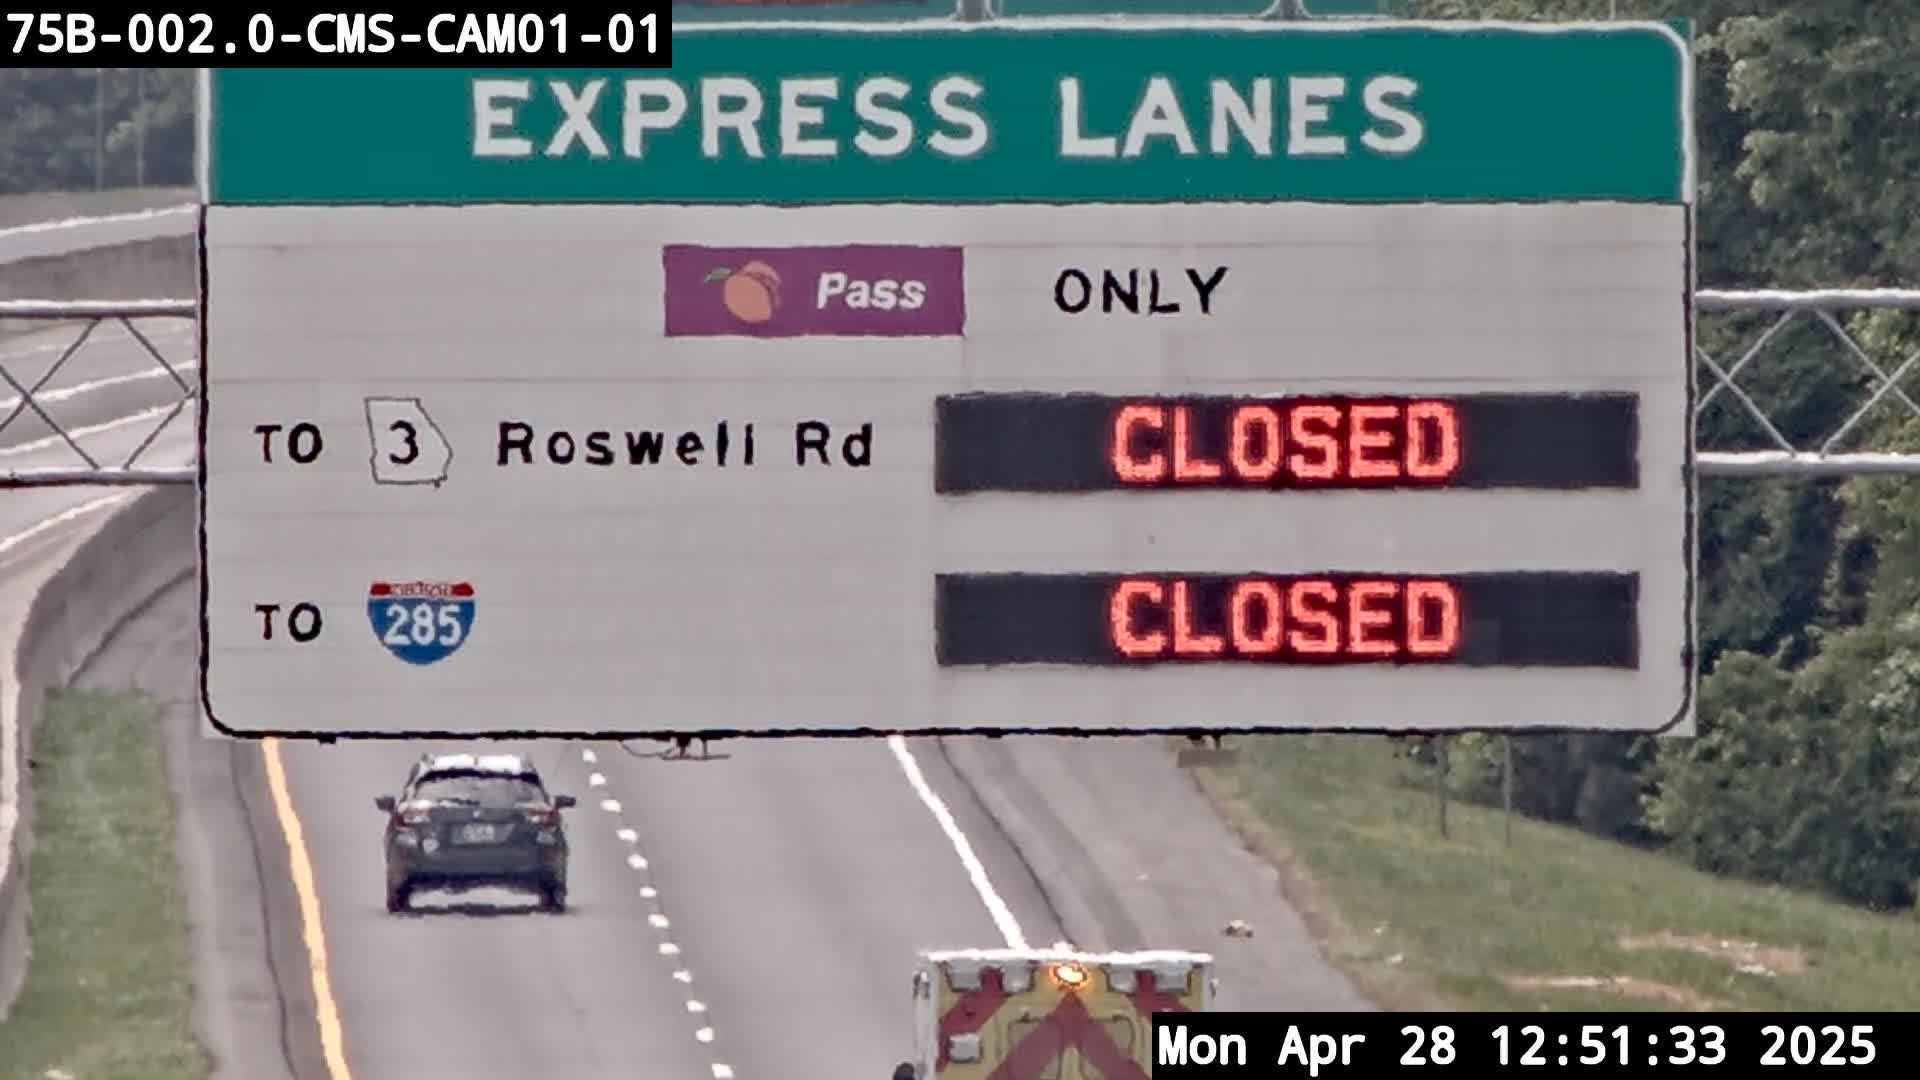 75B-002.0-CMS-CAM01-01
EXPRESS LANES
Pass ONLY
TO 3 Roswell Rd CLOSED
TO 285 CLOSED
Mon Apr 28 12:51:33 2025